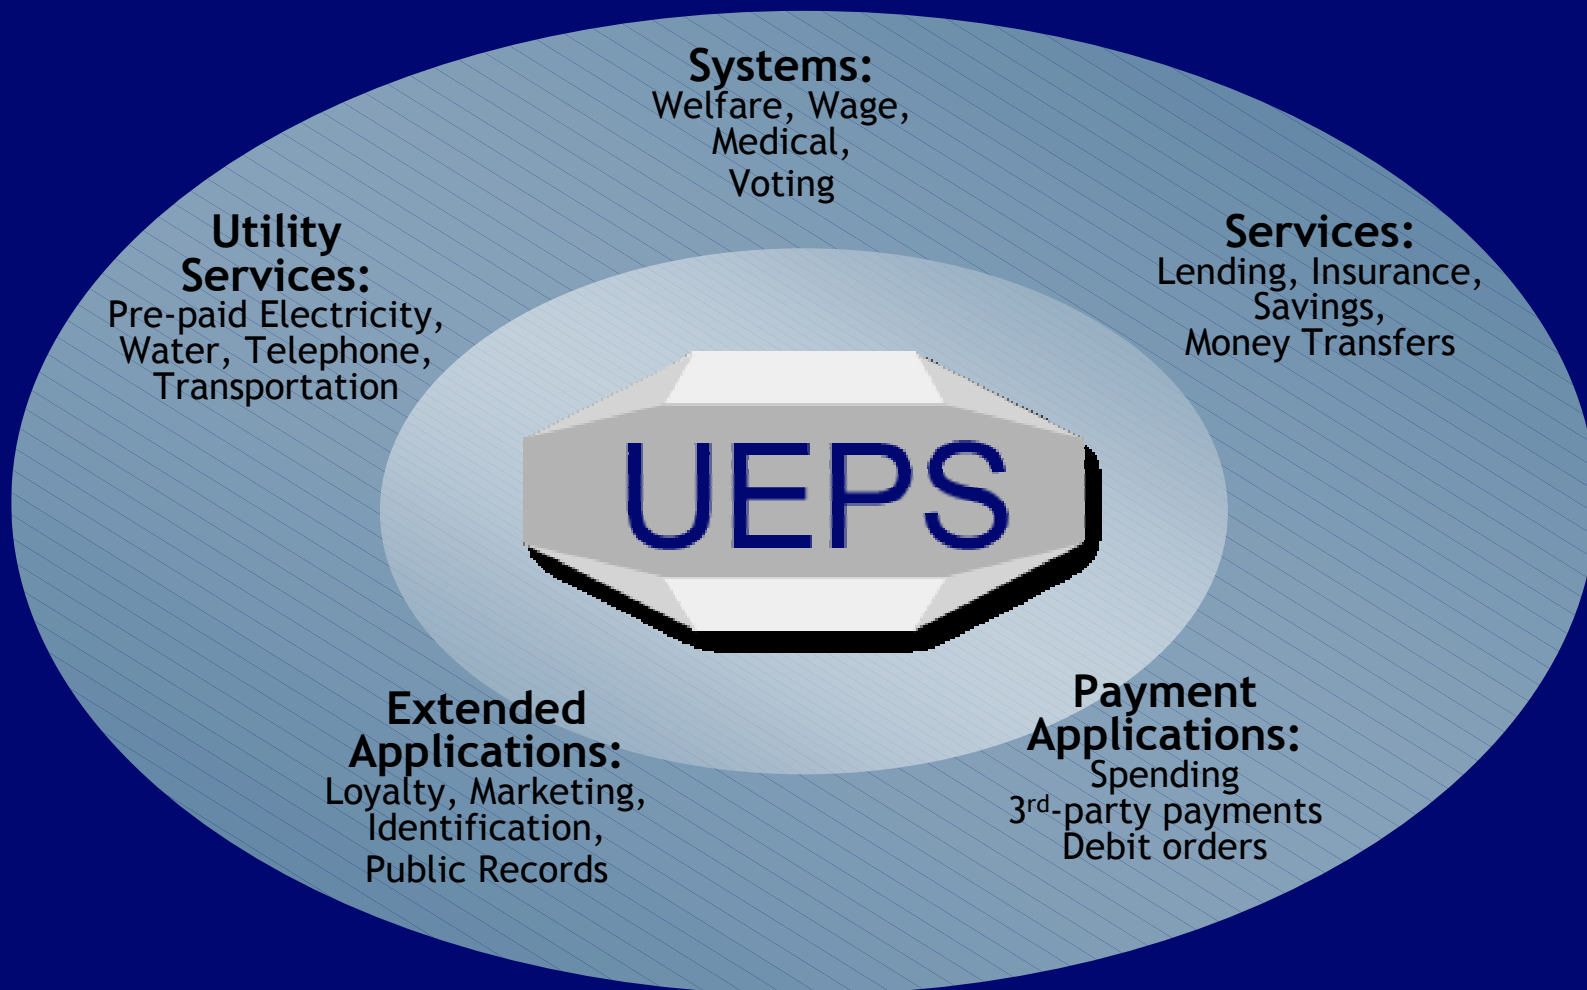 Systems:
Welfare, Wage,
Medical,
Voting
Utility
Services:
Pre-paid Electricity,
Water, Telephone,
Transportation
Services:
Lending, Insurance,
Savings,
Money Transfers
UEPS
Extended
Applications:
Loyalty, Marketing,
Identification,
Public Records
Payment
Applications:
Spending
3rd-party payments
Debit orders